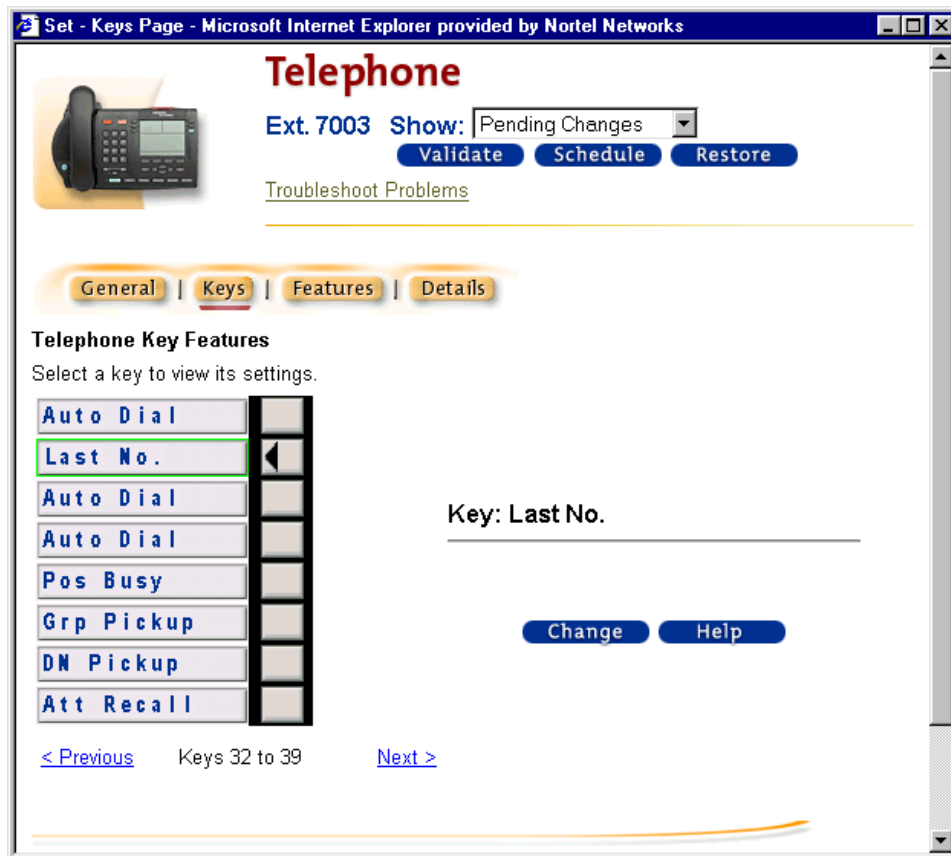 Set - Keys Page - Microsoft Internet Explorer provided by Nortel Networks
Telephone
Ext. 7003 Show: Pending Changes
Validate Schedule Restore
Troubleshoot Problems
General | Keys | Features | Details
Telephone Key Features
Select a key to view its settings.
Auto Dial
Last No.
Auto Dial
Auto Dial
Pos Busy
Grp Pickup
DN Pickup
Att Recall
Key: Last No.
Change Help
< Previous Keys 32 to 39 Next >